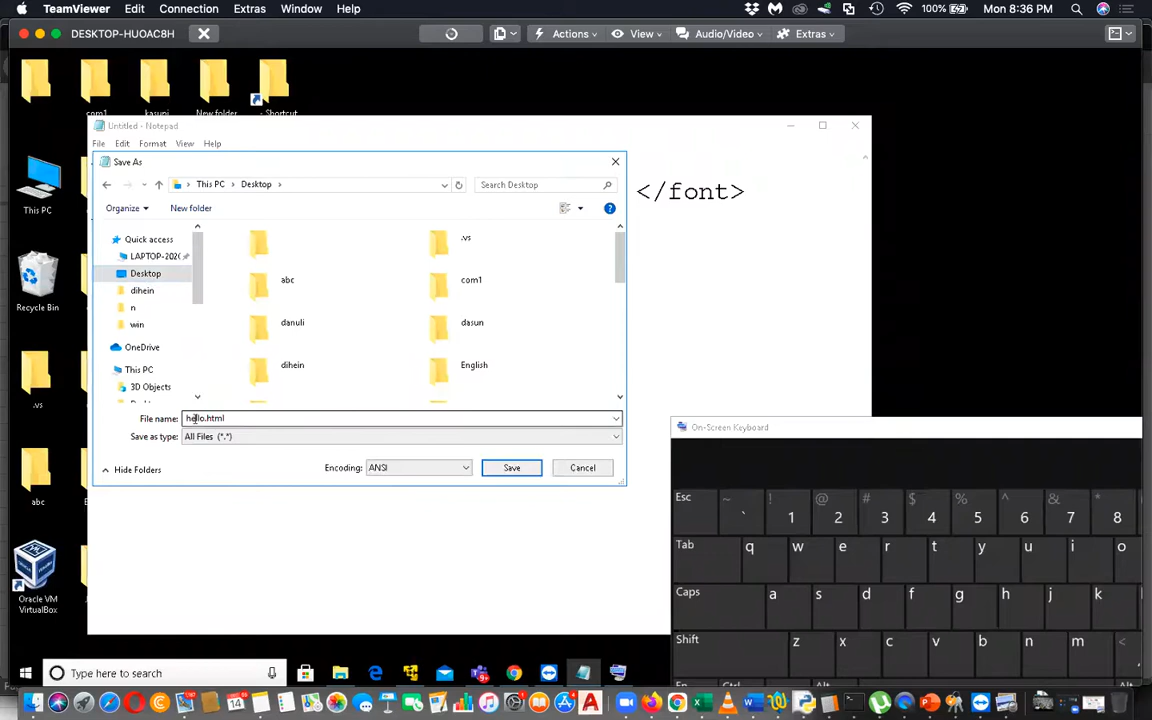 TeamViewer Edit Connection Extras Window Help 100% Mon 8:36 PM
DESKTOP-HUOAC8H Actions View Audio/Video Extras
com1 kasuni New folder - Shortcut
Untitled - Notepad
File Edit Format View Help
Save As
This PC > Desktop >
Search Desktop
Organize New folder
</font>
Quick access
LAPTOP-202(
Desktop
dihein
n
win
OneDrive
This PC
3D Objects
.vs
abc
com1
danuli
dasun
dihein
English
File name: hello.html
Save as type: All Files (*.*)
Hide Folders
Encoding: ANSI
Save
Cancel
This PC
Recycle Bin
.vs
abc
Oracle VM
VirtualBox
On-Screen Keyboard
Esc ~ ` ! 1 @ 2 # 3 $ 4 % 5 ^ 6 & 7 * 8
Tab q w e r t y u i o
Caps a s d f g h j k
Shift z x c v b n m <
Type here to search